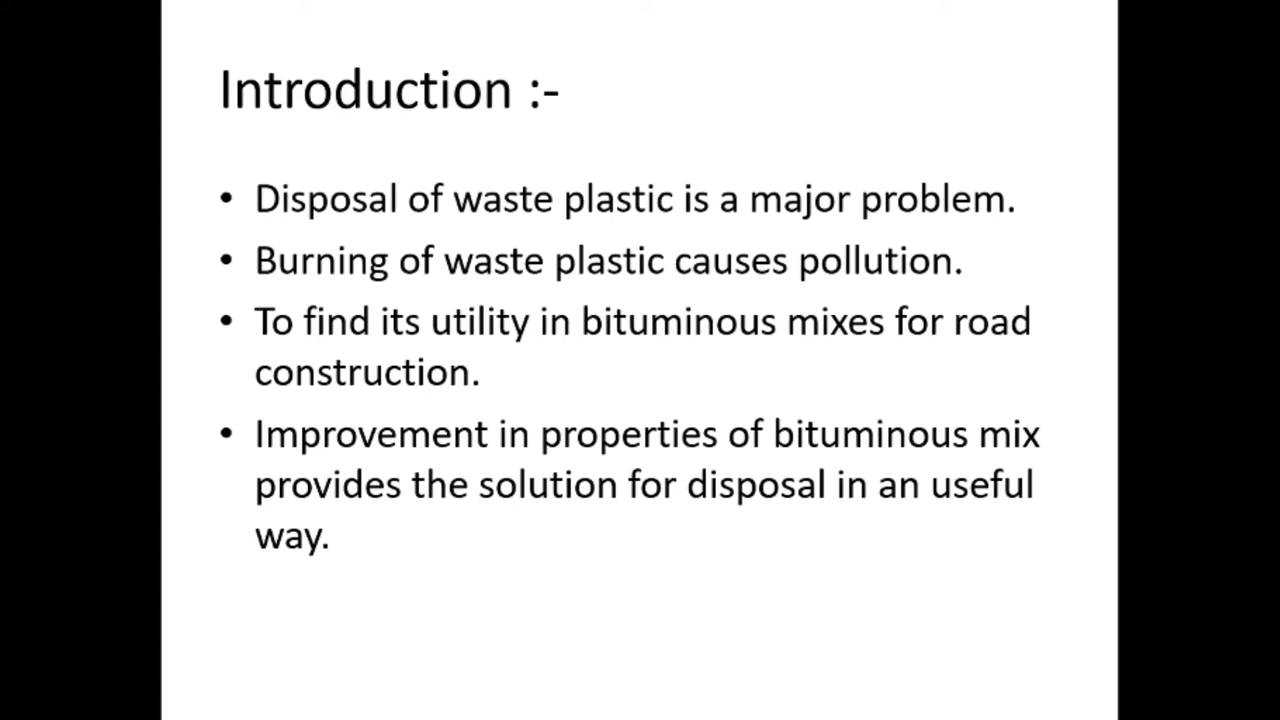 Introduction :-
• Disposal of waste plastic is a major problem.
• Burning of waste plastic causes pollution.
• To find its utility in bituminous mixes for road
construction.
• Improvement in properties of bituminous mix
provides the solution for disposal in an useful
way.